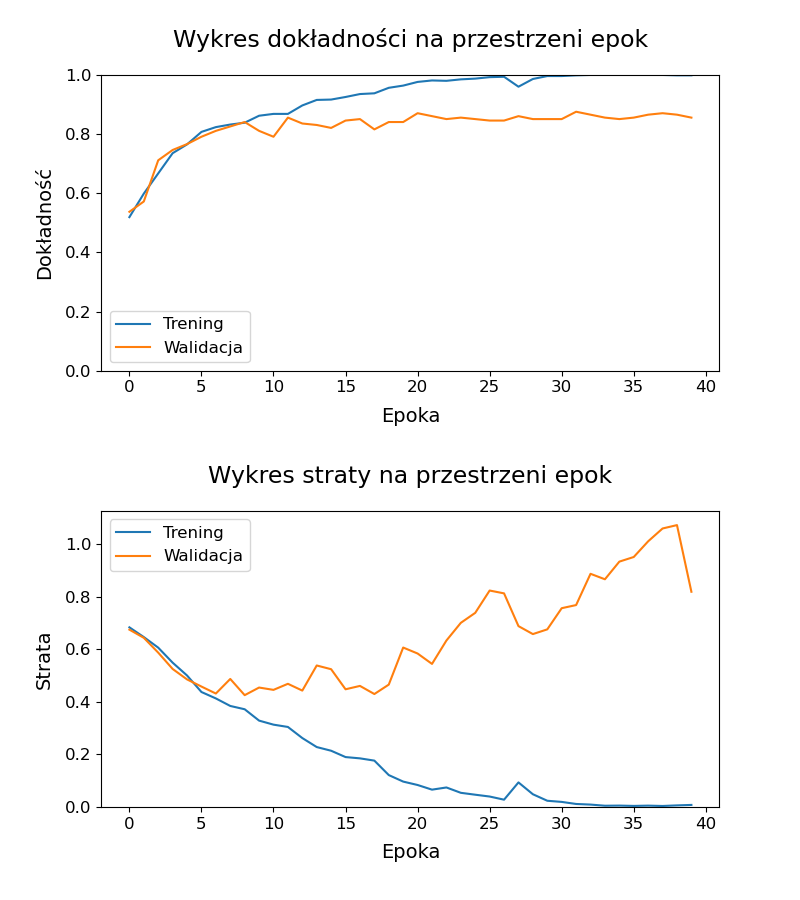 Wykres dokładności na przestrzeni epok
1.0
0.8
0.6
0.4
0.2
0.0
Dokładność
Trening
Walidacja
0 5 10 15 20 25 30 35 40
Epoka
Wykres straty na przestrzeni epok
Trening
Walidacja
1.0
0.8
0.6
0.4
0.2
0.0
Strata
0 5 10 15 20 25 30 35 40
Epoka